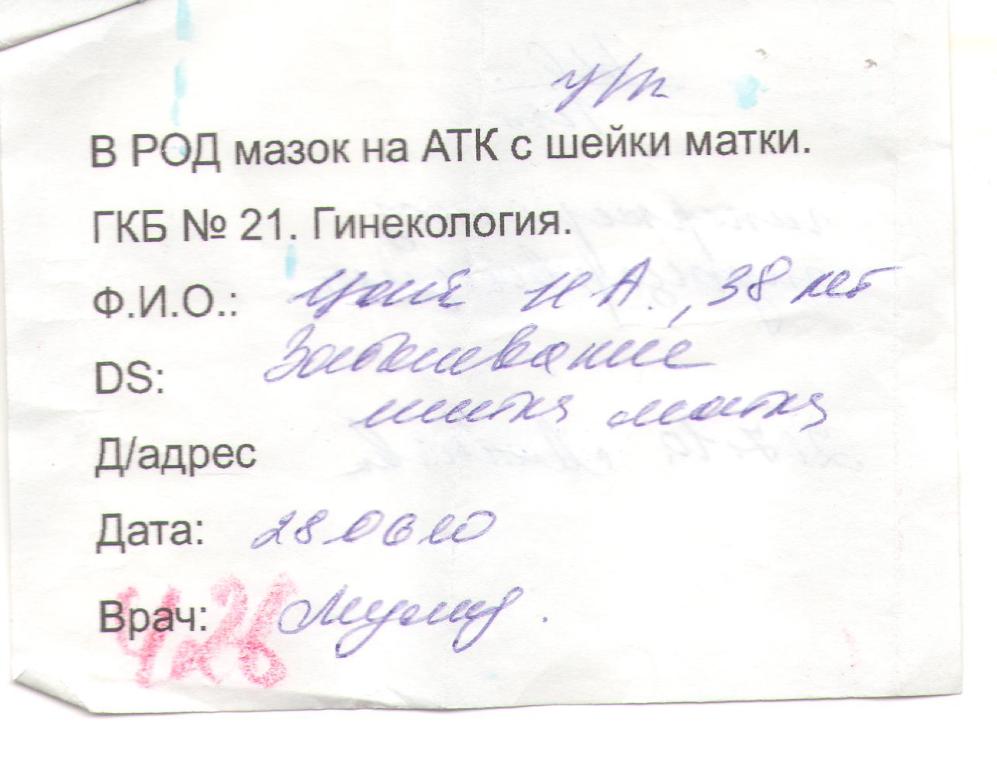 В РОД мазок на АТК с шейки матки.
ГКБ № 21. Гинекология.
Ф.И.О.: Н А., 38 лет
DS: Заболевание
шейки матки
Д/адрес
Дата: 28 06 10
Врач: